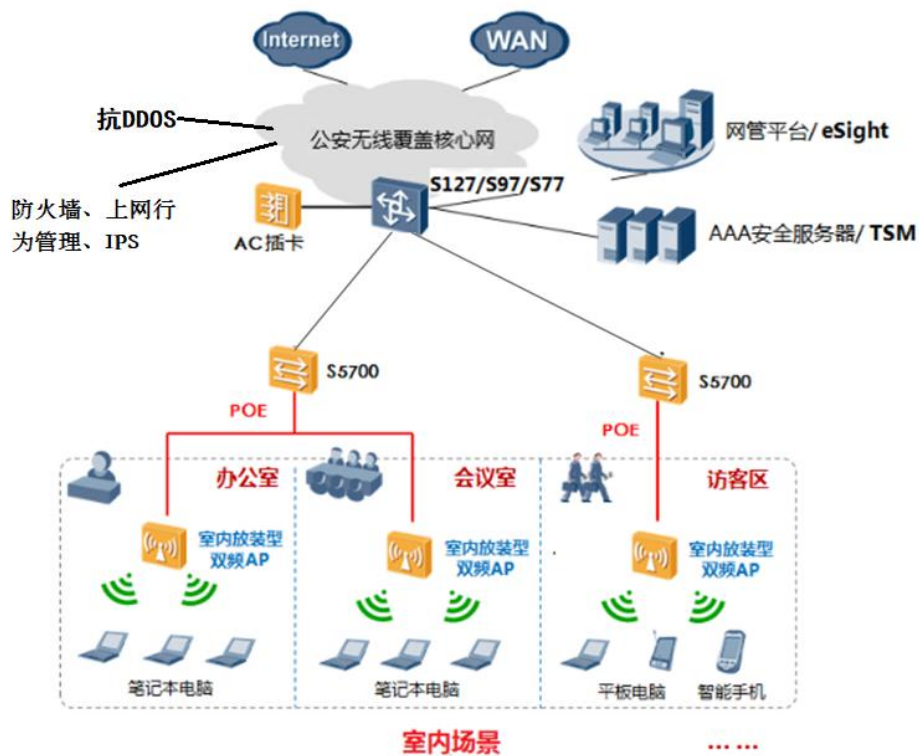 Internet
WAN
抗DDOS
公安无线覆盖核心网
网管平台/ eSight
防火墙、上网行
为管理、IPS
S127/S97/S77
AC插卡
AAA安全服务器/ TSM
S5700
S5700
POE
POE
办公室
会议室
访客区
室内放装型
双频AP
室内放装型
双频AP
室内放装型
双频AP
笔记本电脑
笔记本电脑
平板电脑
智能手机
室内场景
... ...